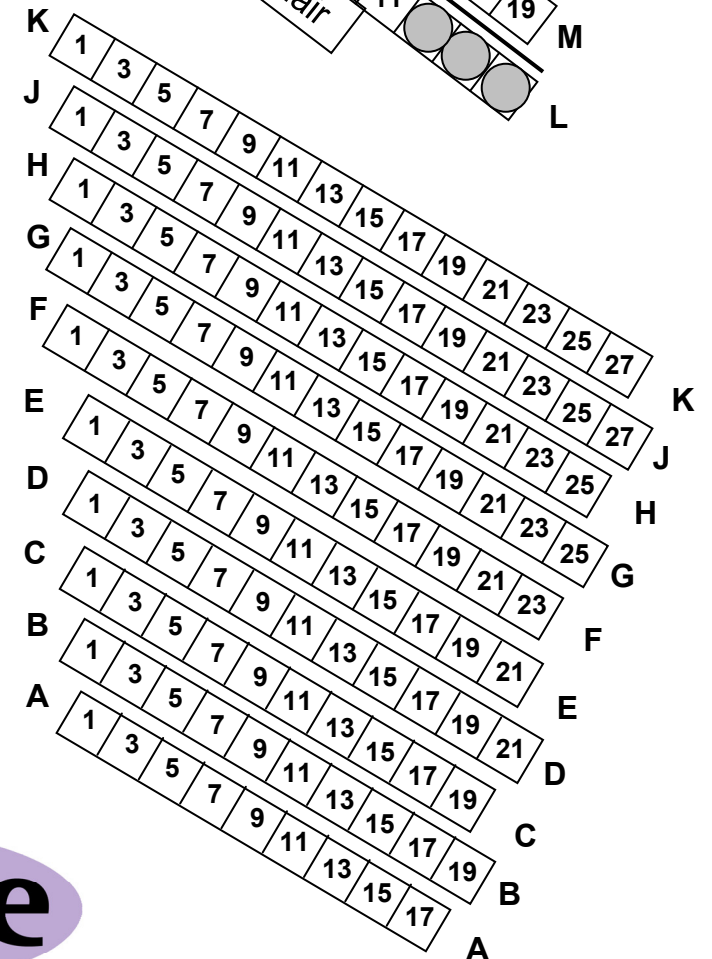 19
M
L
K 1 3 5 7 9 11 13 15 17 19 21 23 25 27 K
J 1 3 5 7 9 11 13 15 17 19 21 23 25 27 J
H 1 3 5 7 9 11 13 15 17 19 21 23 25 H
G 1 3 5 7 9 11 13 15 17 19 21 23 25 G
F 1 3 5 7 9 11 13 15 17 19 21 23 F
E 1 3 5 7 9 11 13 15 17 19 21 E
D 1 3 5 7 9 11 13 15 17 19 21 D
C 1 3 5 7 9 11 13 15 17 19 C
B 1 3 5 7 9 11 13 15 17 19 B
A 1 3 5 7 9 11 13 15 17 A
e